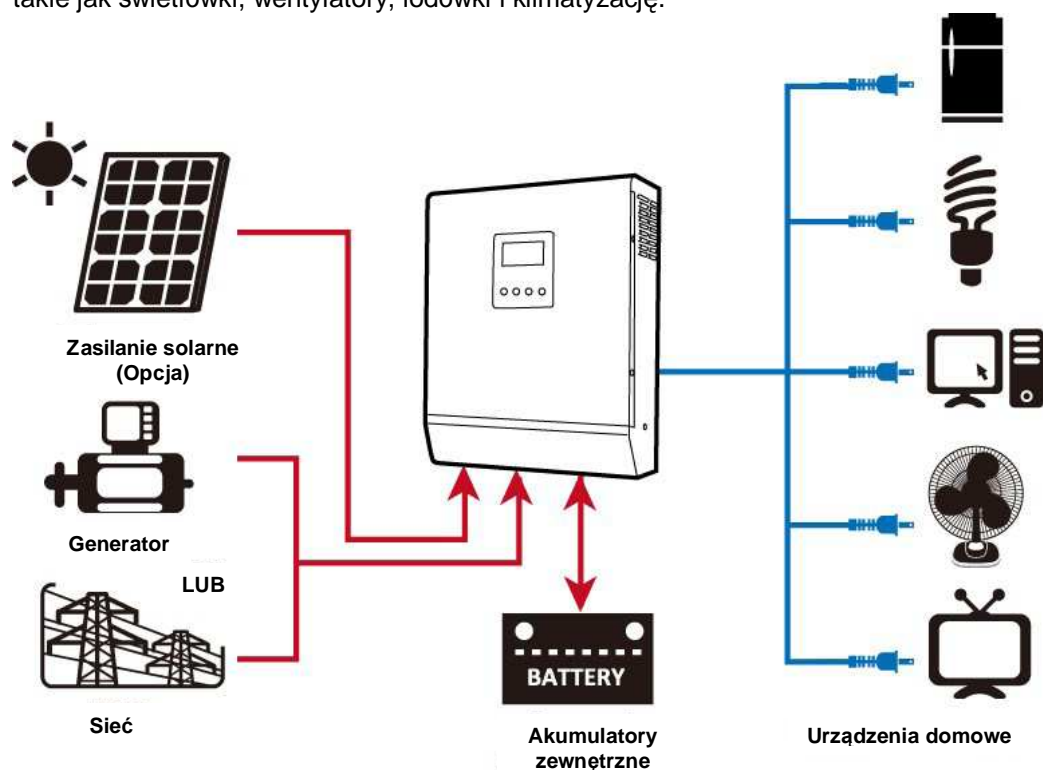 takie jak świetlówki, wentylatory, lodówki i klimatyzację.
Zasilanie solarne
(Opcja)
Generator
LUB
Sieć
BATTERY
Akumulatory
zewnętrzne
Urządzenia domowe